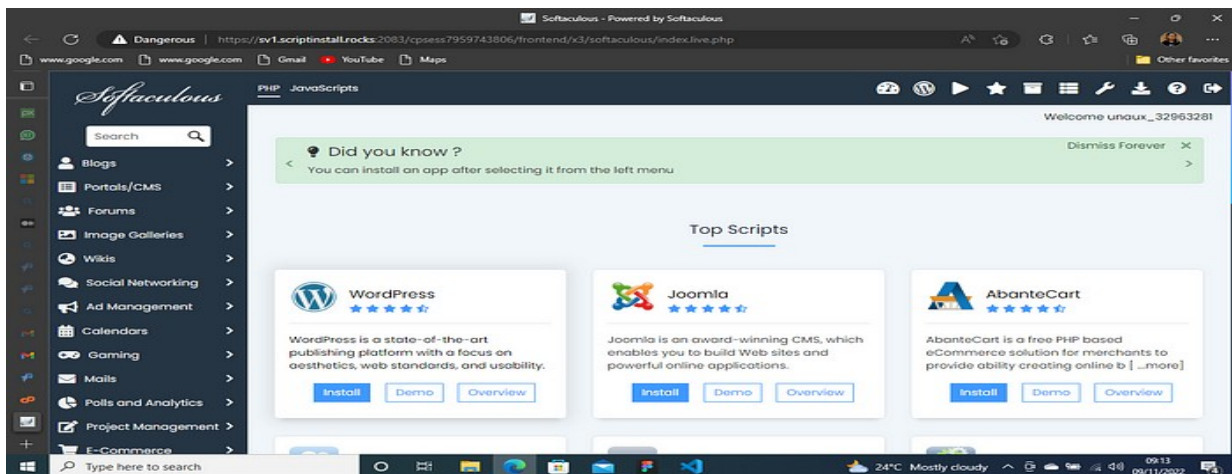 Softaculous - Powered by Softaculous
Dangerous https://sv1.scriptinstall.rocks:2083/cpsess7959743806/frontend/x3/softaculous/index.live.php
www.google.com www.google.com Gmail YouTube Maps Other favorites
Softaculous
PHP JavaScripts
Welcome unaux_32963281
Search
Did you know ?
Dismiss Forever
You can install an app after selecting it from the left menu
Blogs
Portals/CMS
Forums
Image Galleries
Wikis
Social Networking
Ad Management
Calendars
Gaming
Mails
Polls and Analytics
Project Management
E-Commerce
Top Scripts
WordPress
WordPress is a state-of-the-art
publishing platform with a focus on
aesthetics, web standards, and usability.
Install Demo Overview
Joomla
Joomla is an award-winning CMS, which
enables you to build Web sites and
powerful online applications.
Install Demo Overview
AbanteCart
AbanteCart is a free PHP based
eCommerce solution for merchants to
provide ability creating online b [ ...more]
Install Demo Overview
Type here to search
24°C Mostly cloudy
09:13
09/11/2022